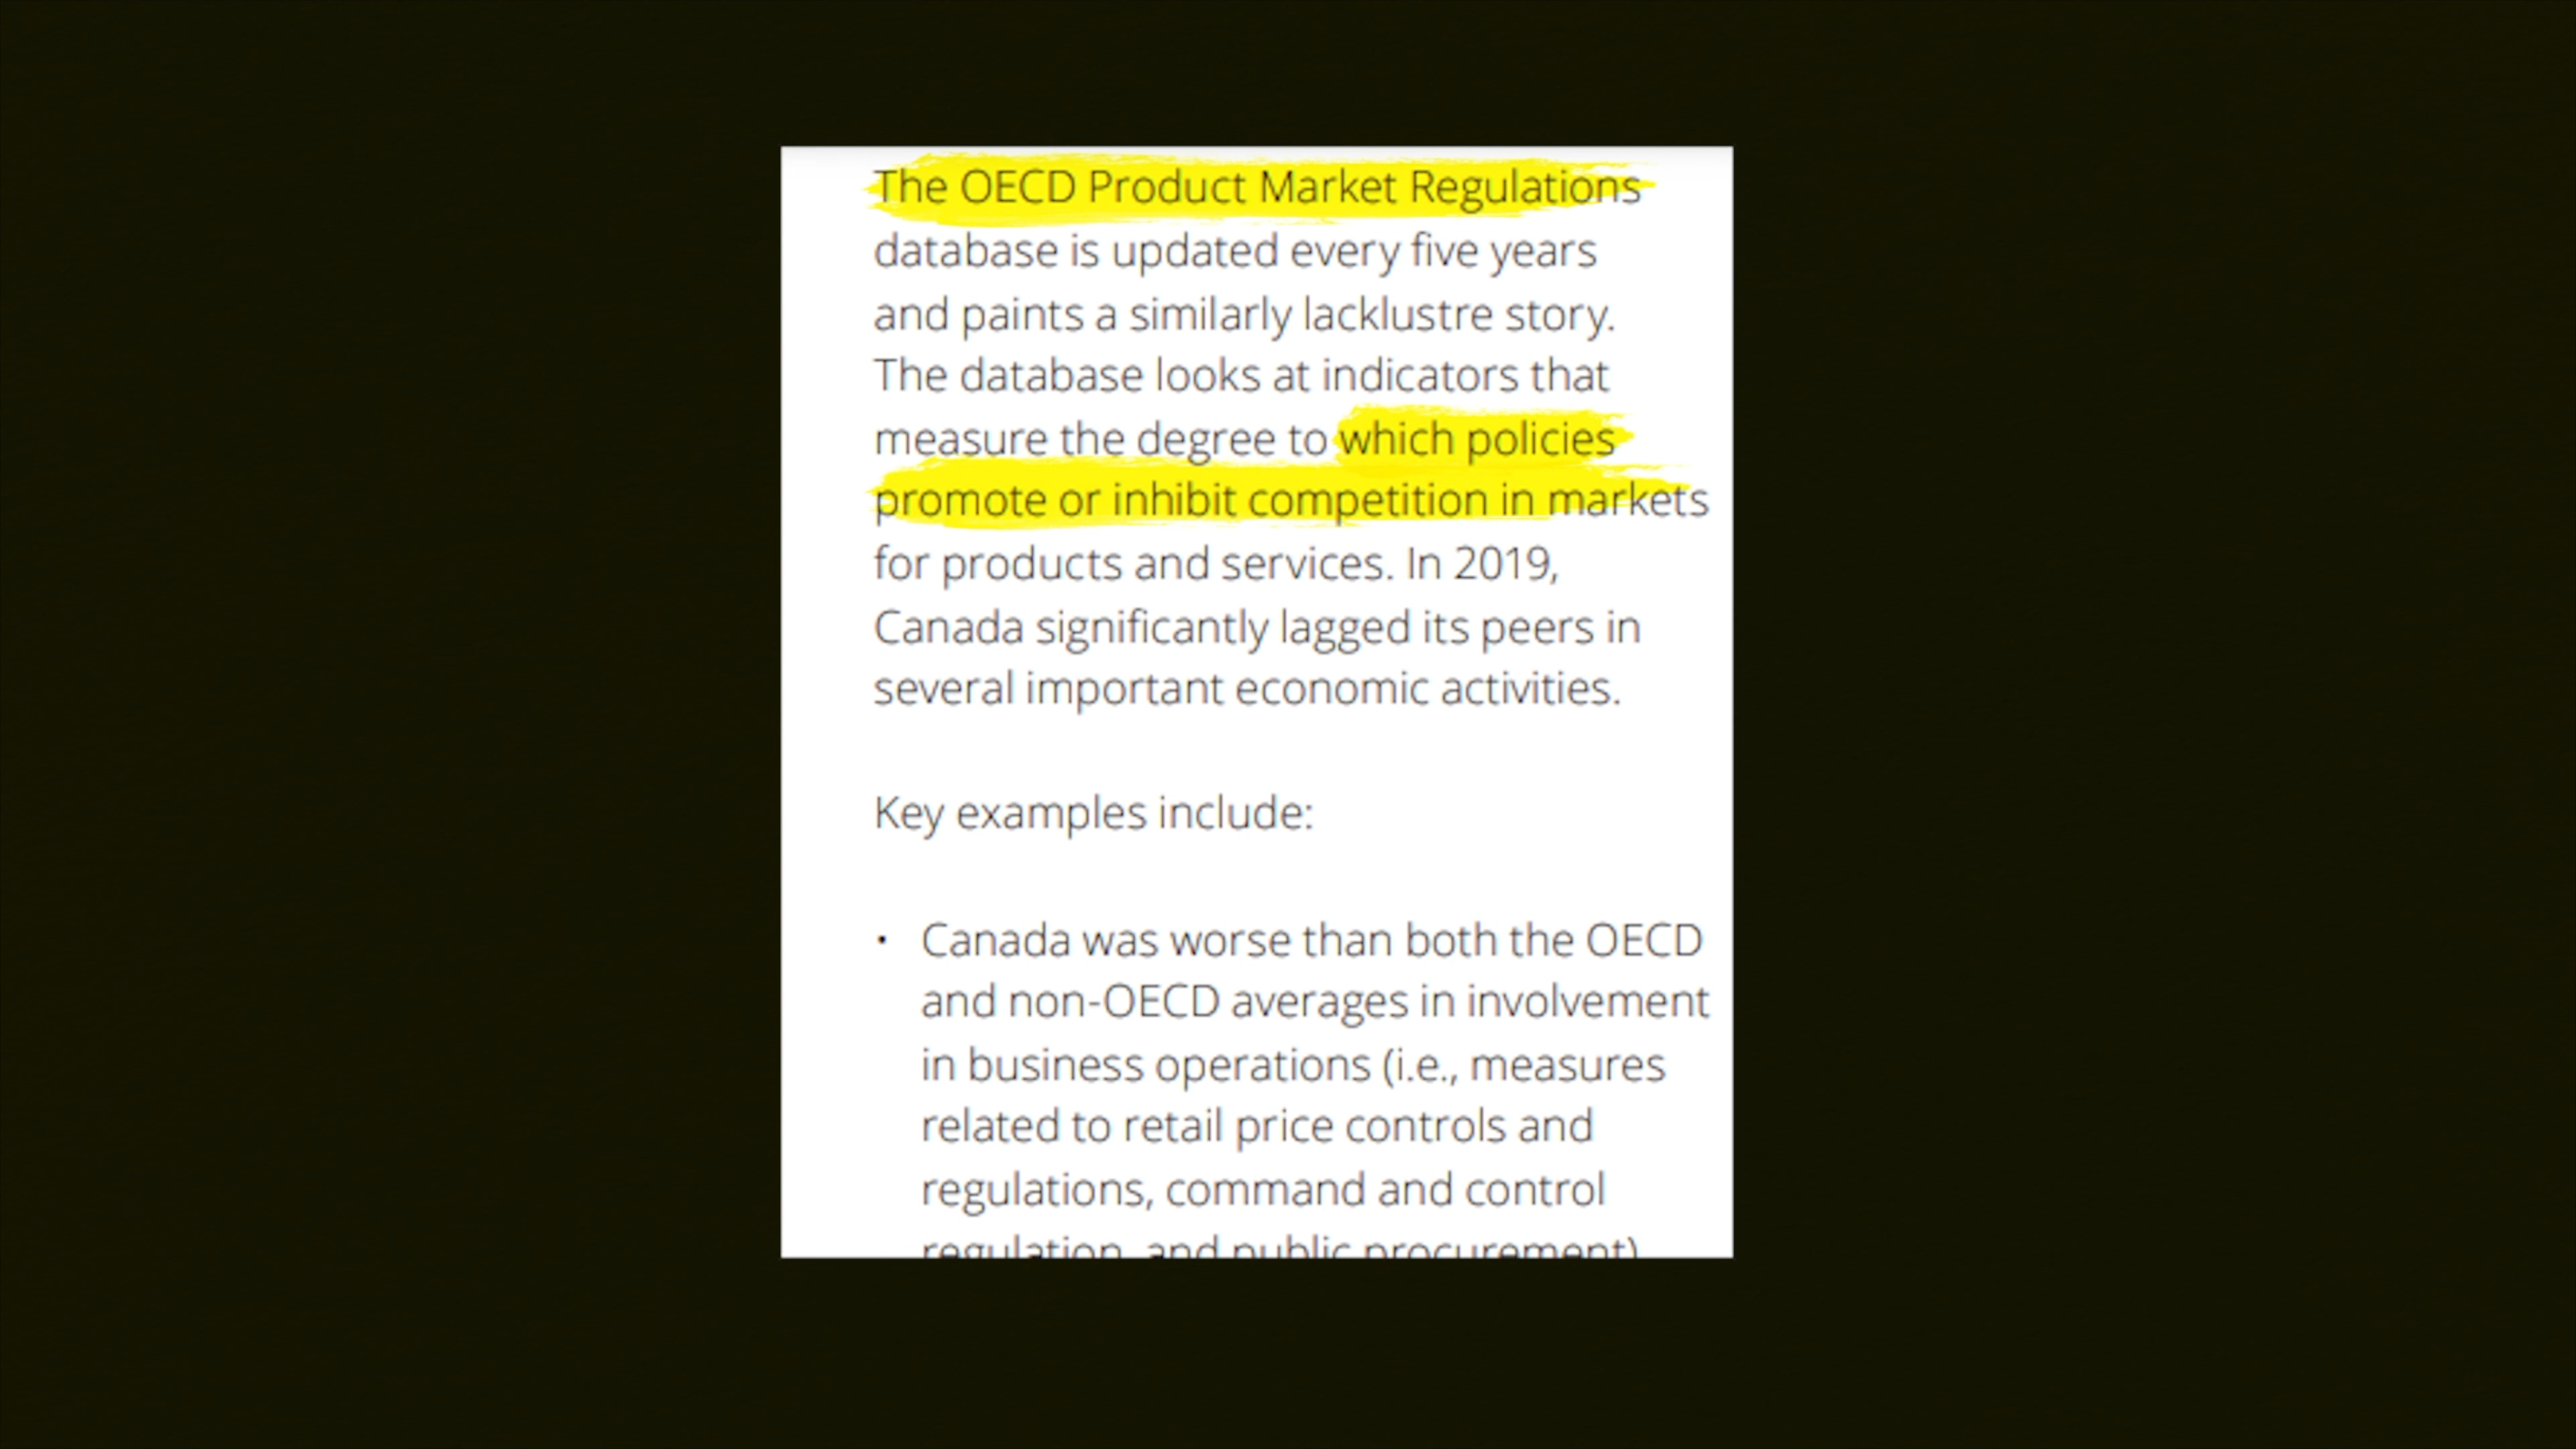 The OECD Product Market Regulations
database is updated every five years
and paints a similarly lacklustre story.
The database looks at indicators that
measure the degree to which policies
promote or inhibit competition in markets
for products and services. In 2019,
Canada significantly lagged its peers in
several important economic activities.
Key examples include:
• Canada was worse than both the OECD
and non-OECD averages in involvement
in business operations (i.e., measures
related to retail price controls and
regulations, command and control
regulation, and public procurement)